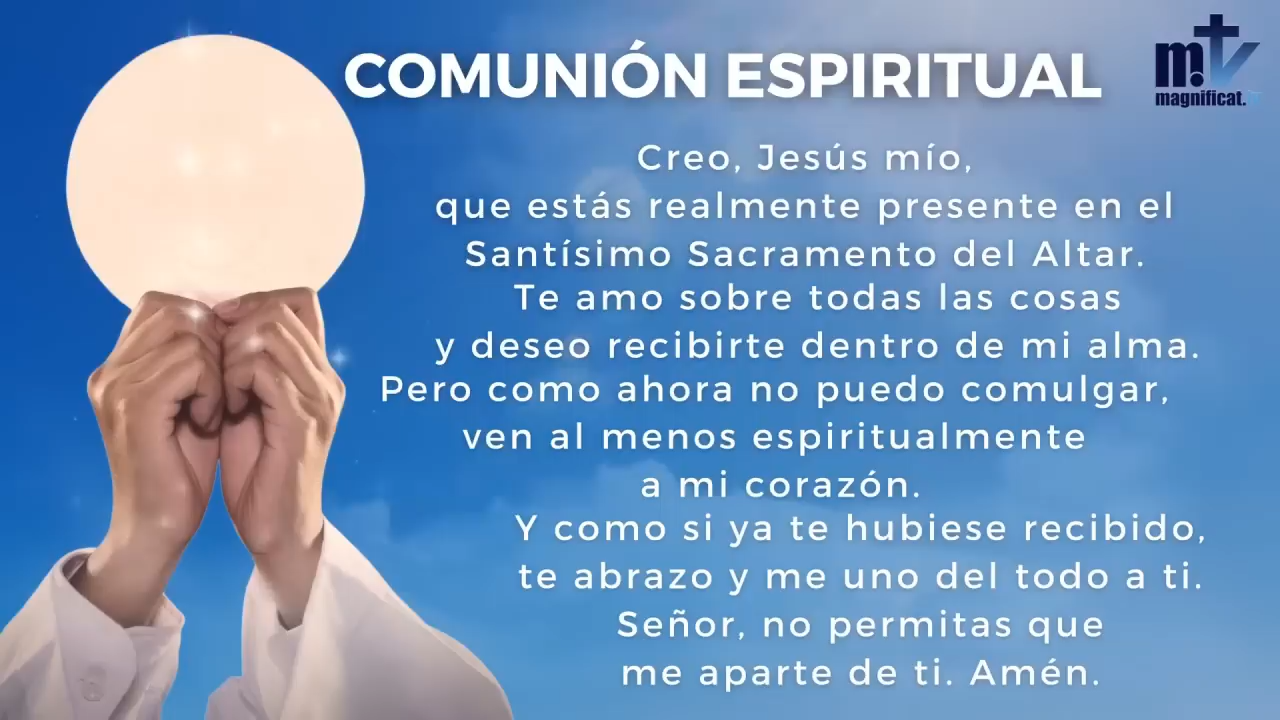 COMUNIÓN ESPIRITUAL
m.tv
magnificat.tv
Creo, Jesús mío,
que estás realmente presente en el
Santísimo Sacramento del Altar.
Te amo sobre todas las cosas
y deseo recibirte dentro de mi alma.
Pero como ahora no puedo comulgar,
ven al menos espiritualmente
a mi corazón.
Y como si ya te hubiese recibido,
te abrazo y me uno del todo a ti.
Señor, no permitas que
me aparte de ti. Amén.